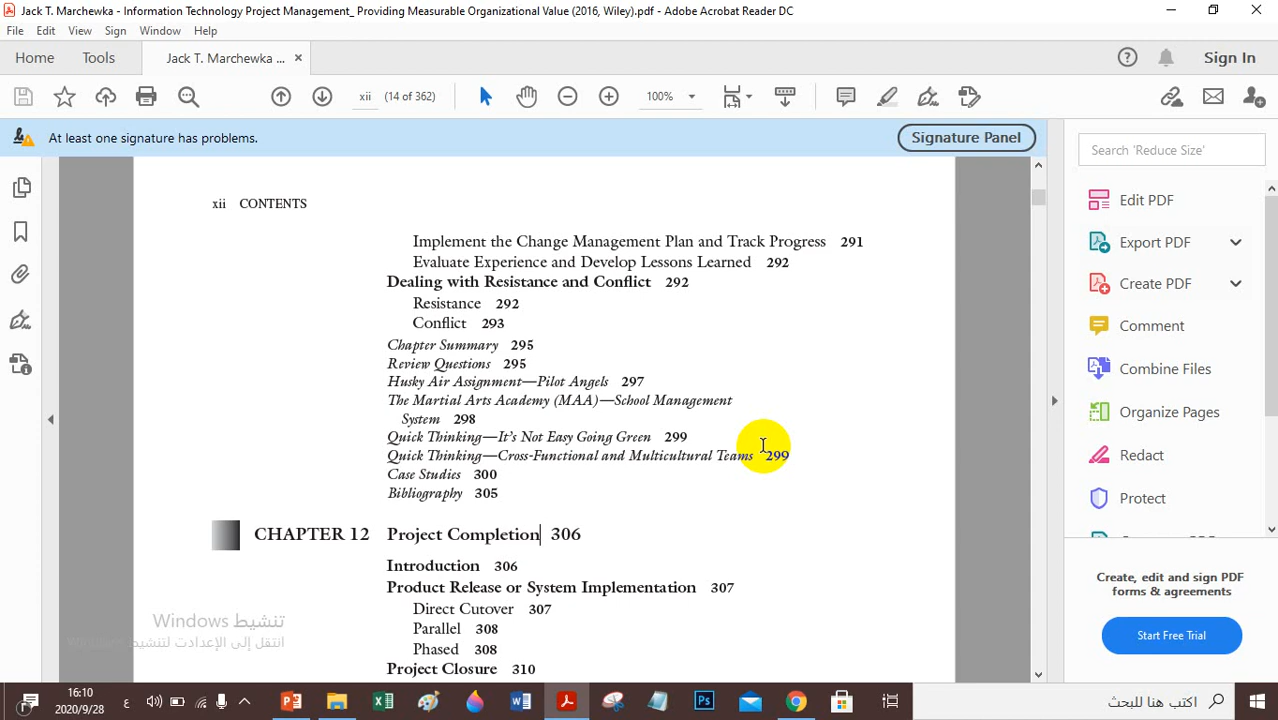 Jack T. Marchewka - Information Technology Project Management_ Providing Measurable Organizational Value (2016, Wiley).pdf - Adobe Acrobat Reader DC
File Edit View Sign Window Help
Home Tools Jack T. Marchewka ... ×
xii (14 of 362) 100%
Sign In
At least one signature has problems.
Signature Panel
xii CONTENTS
Implement the Change Management Plan and Track Progress 291
Evaluate Experience and Develop Lessons Learned 292
Dealing with Resistance and Conflict 292
Resistance 292
Conflict 293
Chapter Summary 295
Review Questions 295
Husky Air Assignment—Pilot Angels 297
The Martial Arts Academy (MAA)—School Management
System 298
Quick Thinking—It's Not Easy Going Green 299
Quick Thinking—Cross-Functional and Multicultural Teams 299
Case Studies 300
Bibliography 305
CHAPTER 12 Project Completion 306
Introduction 306
Product Release or System Implementation 307
Direct Cutover 307
Parallel 308
Phased 308
Project Closure 310
تنشيط Windows
انتقل إلى الإعدادات لتنشيط Windows
Search 'Reduce Size'
Edit PDF
Export PDF
Create PDF
Comment
Combine Files
Organize Pages
Redact
Protect
Create, edit and sign PDF
forms & agreements
Start Free Trial
16:10
2020/9/28
ع
اكتب هنا للبحث